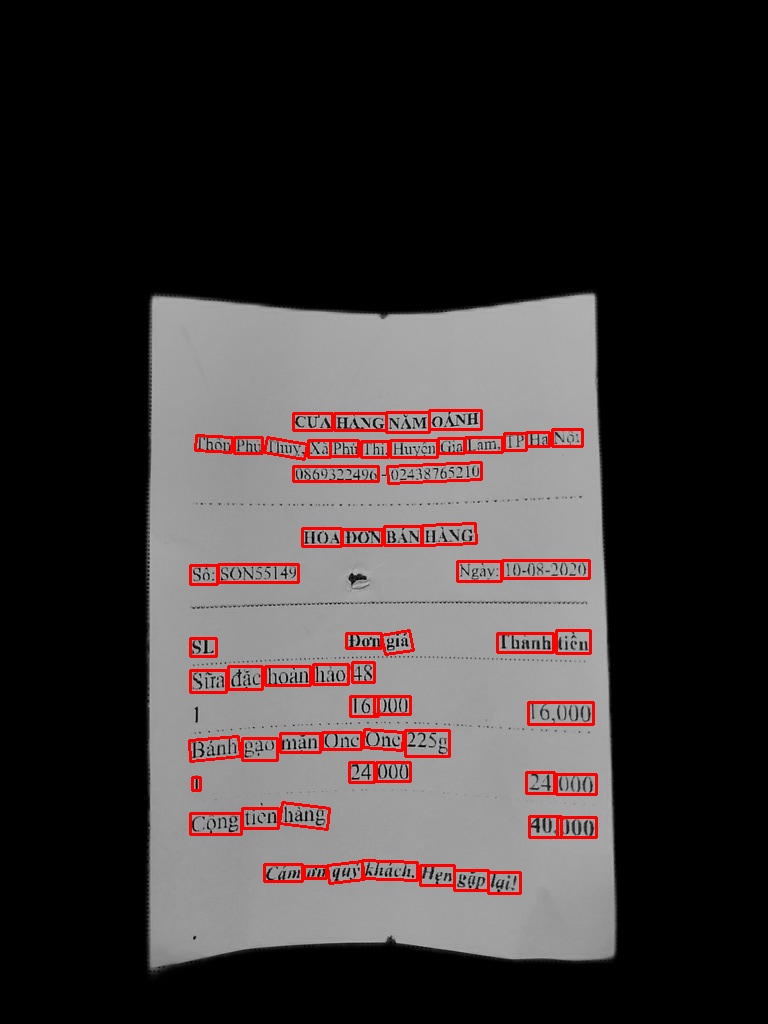 CỬA HÀNG NĂM OÁNH
Thôn Phú Thụy, Xã Phú Thị, Huyện Gia Lam, TP Hà Nội;
0869322496 - 02438765210
HÓA ĐƠN BÁN HÀNG
Số: SON55149 Ngày: 10-08-2020
SL Đơn giá Thành tiền
Sữa đặc hoàn hảo 48
1 16,000 16,000
Bánh gạo mặn One One 225g
1 24,000 24,000
Cộng tiền hàng 40,000
Cám ơn quý khách. Hẹn gặp lại!